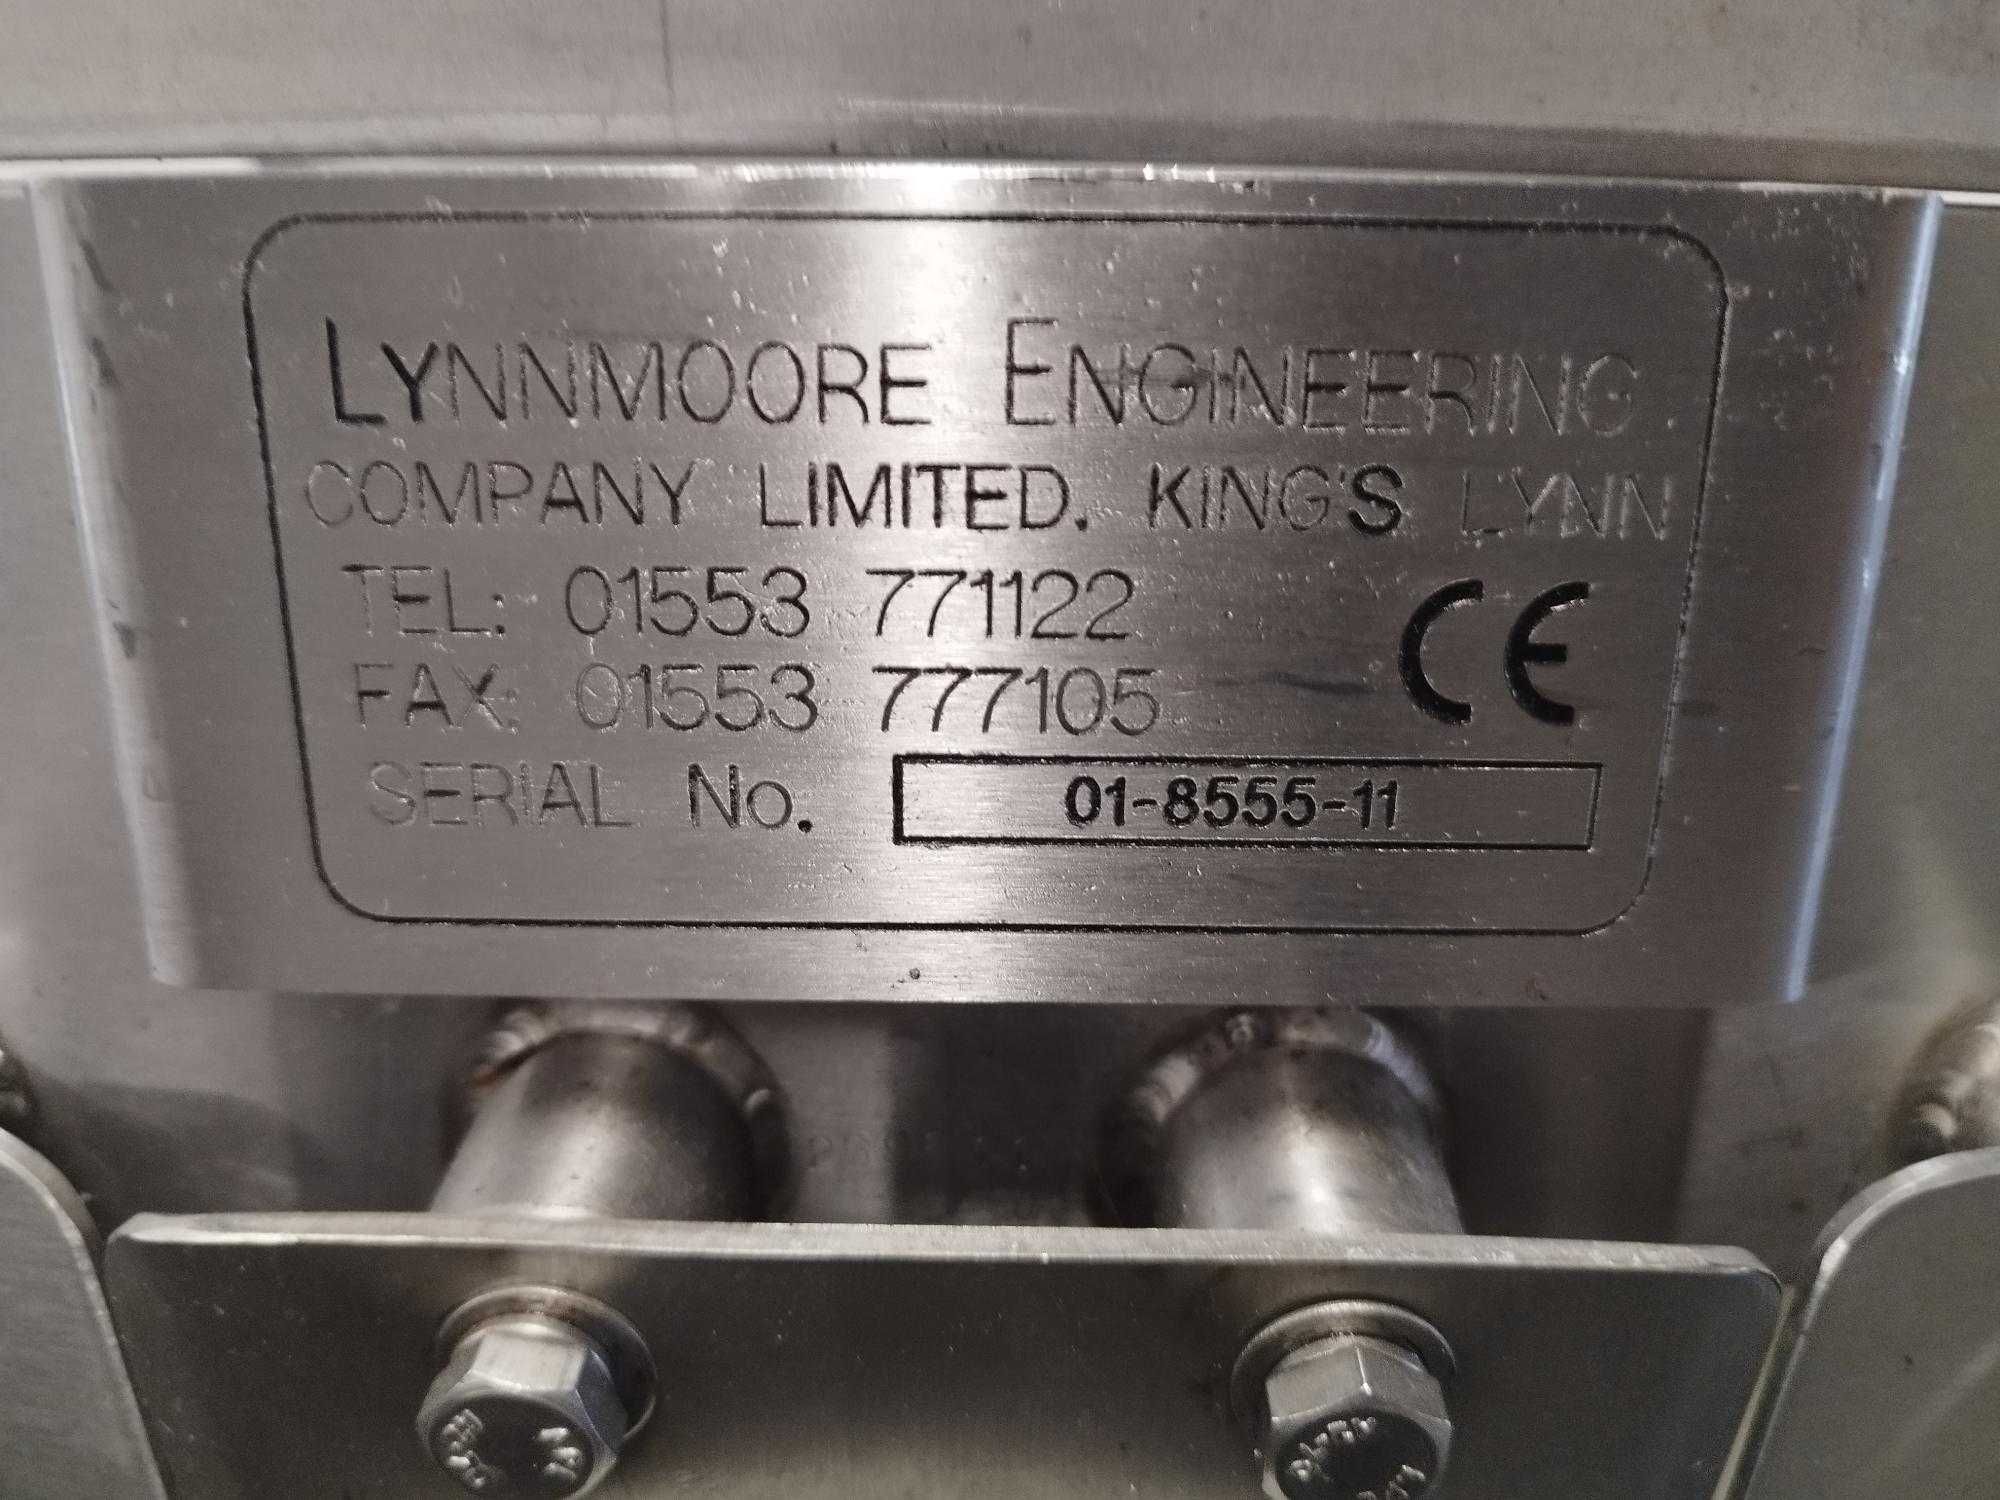 LYNNMOORE ENGINEERING
COMPANY LIMITED. KING'S LYNN
TEL: 01553 771122
FAX: 01553 777105
CE
SERIAL No. 01-8555-11